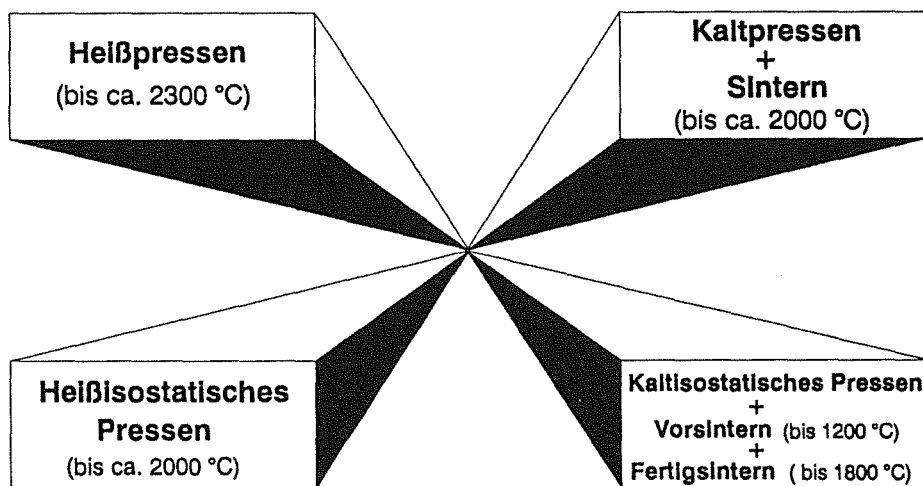 Heißpressen
(bis ca. 2300 °C)
Kaltpressen
+
Sintern
(bis ca. 2000 °C)
Heißisostatisches
Pressen
(bis ca. 2000 °C)
Kaltisostatisches Pressen
+
Vorsintern (bis 1200 °C)
+
Fertigsintern ( bis 1800 °C)